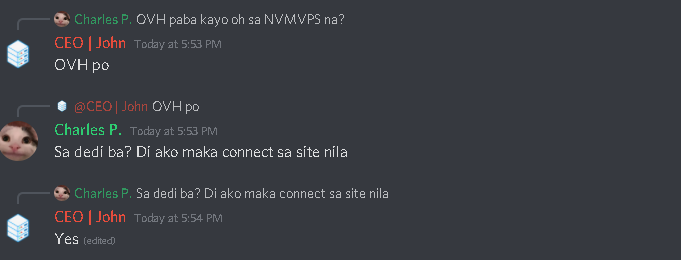 Charles P. OVH paba kayo oh sa NVMVPS na?
CEO | John Today at 5:53 PM
OVH po
@CEO | John OVH po
Charles P. Today at 5:53 PM
Sa dedi ba? Di ako maka connect sa site nila
Charles P. Sa dedi ba? Di ako maka connect sa site nila
CEO | John Today at 5:54 PM
Yes (edited)